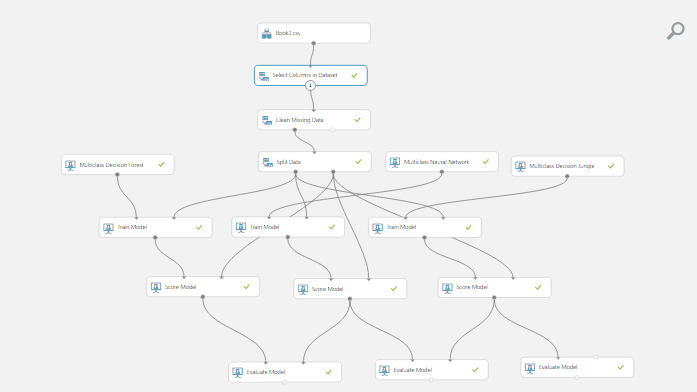 Book2.csv
Select Columns in Dataset
1
Clean Missing Data
Multiclass Decision Forest
Split Data
Multiclass Neural Network
Multiclass Decision Jungle
Train Model
Train Model
Train Model
Score Model
Score Model
Score Model
Evaluate Model
Evaluate Model
Evaluate Model